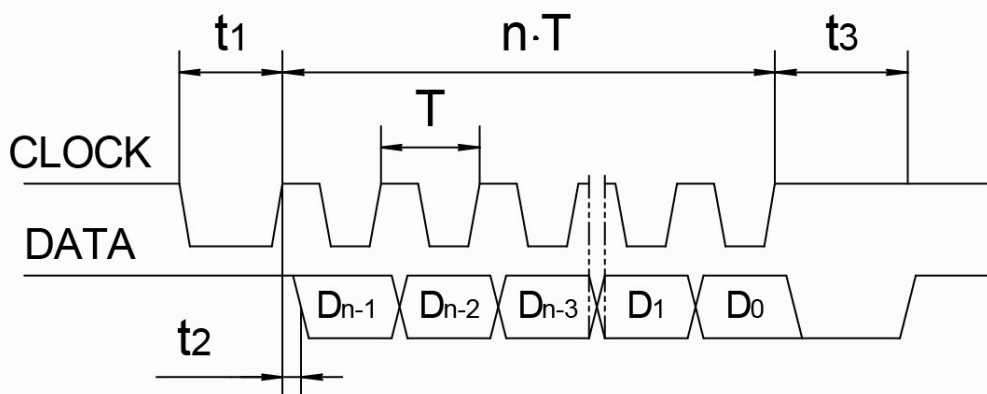 t1 n·T t3
T
CLOCK
DATA
Dn-1 Dn-2 Dn-3 D1 D0
t2